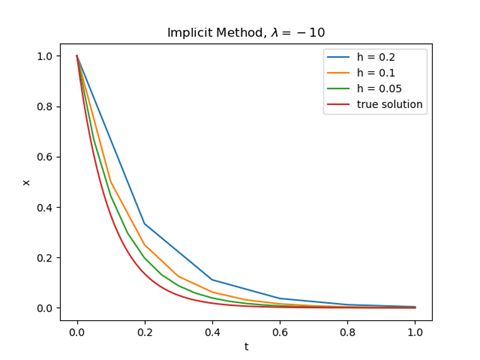 Implicit Method, λ = −10
h = 0.2
h = 0.1
h = 0.05
true solution
x
1.0
0.8
0.6
0.4
0.2
0.0
0.0 0.2 0.4 0.6 0.8 1.0
t